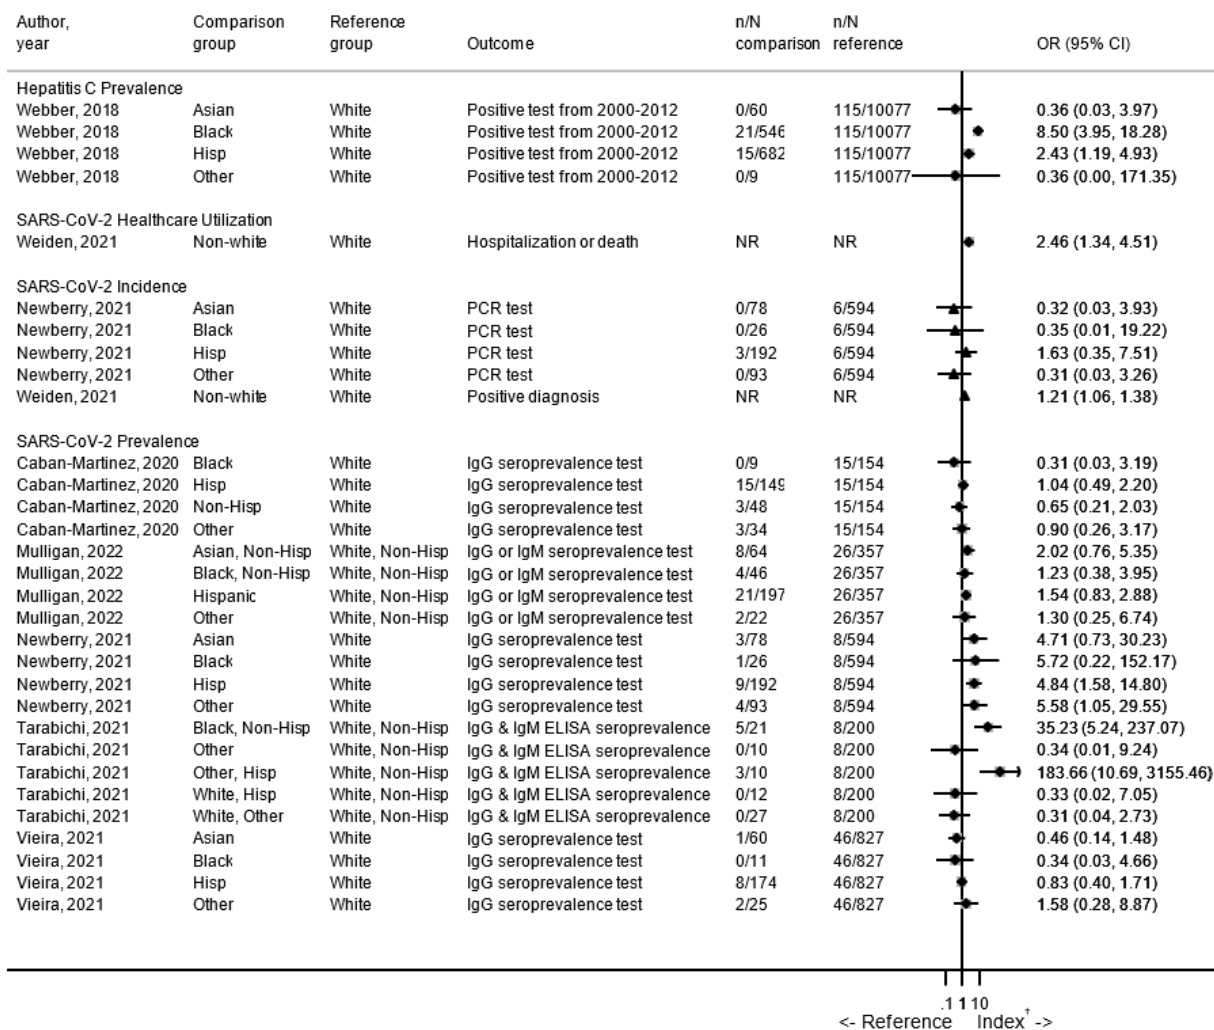 Author, year Comparison group Reference group Outcome n/N comparison n/N reference OR (95% CI)
Hepatitis C Prevalence
Webber, 2018 Asian White Positive test from 2000-2012 0/60 115/10077 0.36 (0.03, 3.97)
Webber, 2018 Black White Positive test from 2000-2012 21/546 115/10077 8.50 (3.95, 18.28)
Webber, 2018 Hisp White Positive test from 2000-2012 15/682 115/10077 2.43 (1.19, 4.93)
Webber, 2018 Other White Positive test from 2000-2012 0/9 115/10077 0.36 (0.00, 171.35)
SARS-CoV-2 Healthcare Utilization
Weiden, 2021 Non-white White Hospitalization or death NR NR 2.46 (1.34, 4.51)
SARS-CoV-2 Incidence
Newberry, 2021 Asian White PCR test 0/78 6/594 0.32 (0.03, 3.93)
Newberry, 2021 Black White PCR test 0/26 6/594 0.35 (0.01, 19.22)
Newberry, 2021 Hisp White PCR test 3/192 6/594 1.63 (0.35, 7.51)
Newberry, 2021 Other White PCR test 0/93 6/594 0.31 (0.03, 3.26)
Weiden, 2021 Non-white White Positive diagnosis NR NR 1.21 (1.06, 1.38)
SARS-CoV-2 Prevalence
Caban-Martinez, 2020 Black White IgG seroprevalence test 0/9 15/154 0.31 (0.03, 3.19)
Caban-Martinez, 2020 Hisp White IgG seroprevalence test 15/149 15/154 1.04 (0.49, 2.20)
Caban-Martinez, 2020 Non-Hisp White IgG seroprevalence test 3/48 15/154 0.65 (0.21, 2.03)
Caban-Martinez, 2020 Other White IgG seroprevalence test 3/34 15/154 0.90 (0.26, 3.17)
Mulligan, 2022 Asian, Non-Hisp White, Non-Hisp IgG or IgM seroprevalence test 8/64 26/357 2.02 (0.76, 5.35)
Mulligan, 2022 Black, Non-Hisp White, Non-Hisp IgG or IgM seroprevalence test 4/46 26/357 1.23 (0.38, 3.95)
Mulligan, 2022 Hispanic White, Non-Hisp IgG or IgM seroprevalence test 21/197 26/357 1.54 (0.83, 2.88)
Mulligan, 2022 Other White, Non-Hisp IgG or IgM seroprevalence test 2/22 26/357 1.30 (0.25, 6.74)
Newberry, 2021 Asian White IgG seroprevalence test 3/78 8/594 4.71 (0.73, 30.23)
Newberry, 2021 Black White IgG seroprevalence test 1/26 8/594 5.72 (0.22, 152.17)
Newberry, 2021 Hisp White IgG seroprevalence test 9/192 8/594 4.84 (1.58, 14.80)
Newberry, 2021 Other White IgG seroprevalence test 4/93 8/594 5.58 (1.05, 29.55)
Tarabichi, 2021 Black, Non-Hisp White, Non-Hisp IgG & IgM ELISA seroprevalence 5/21 8/200 35.23 (5.24, 237.07)
Tarabichi, 2021 Other White, Non-Hisp IgG & IgM ELISA seroprevalence 0/10 8/200 0.34 (0.01, 9.24)
Tarabichi, 2021 Other, Hisp White, Non-Hisp IgG & IgM ELISA seroprevalence 3/10 8/200 183.66 (10.69, 3155.46)
Tarabichi, 2021 White, Hisp White, Non-Hisp IgG & IgM ELISA seroprevalence 0/12 8/200 0.33 (0.02, 7.05)
Tarabichi, 2021 White, Other White, Non-Hisp IgG & IgM ELISA seroprevalence 0/27 8/200 0.31 (0.04, 2.73)
Vieira, 2021 Asian White IgG seroprevalence test 1/60 46/827 0.46 (0.14, 1.48)
Vieira, 2021 Black White IgG seroprevalence test 0/11 46/827 0.34 (0.03, 4.66)
Vieira, 2021 Hisp White IgG seroprevalence test 8/174 46/827 0.83 (0.40, 1.71)
Vieira, 2021 Other White IgG seroprevalence test 2/25 46/827 1.58 (0.28, 8.87)
.1 1 10
<- Reference Index† ->